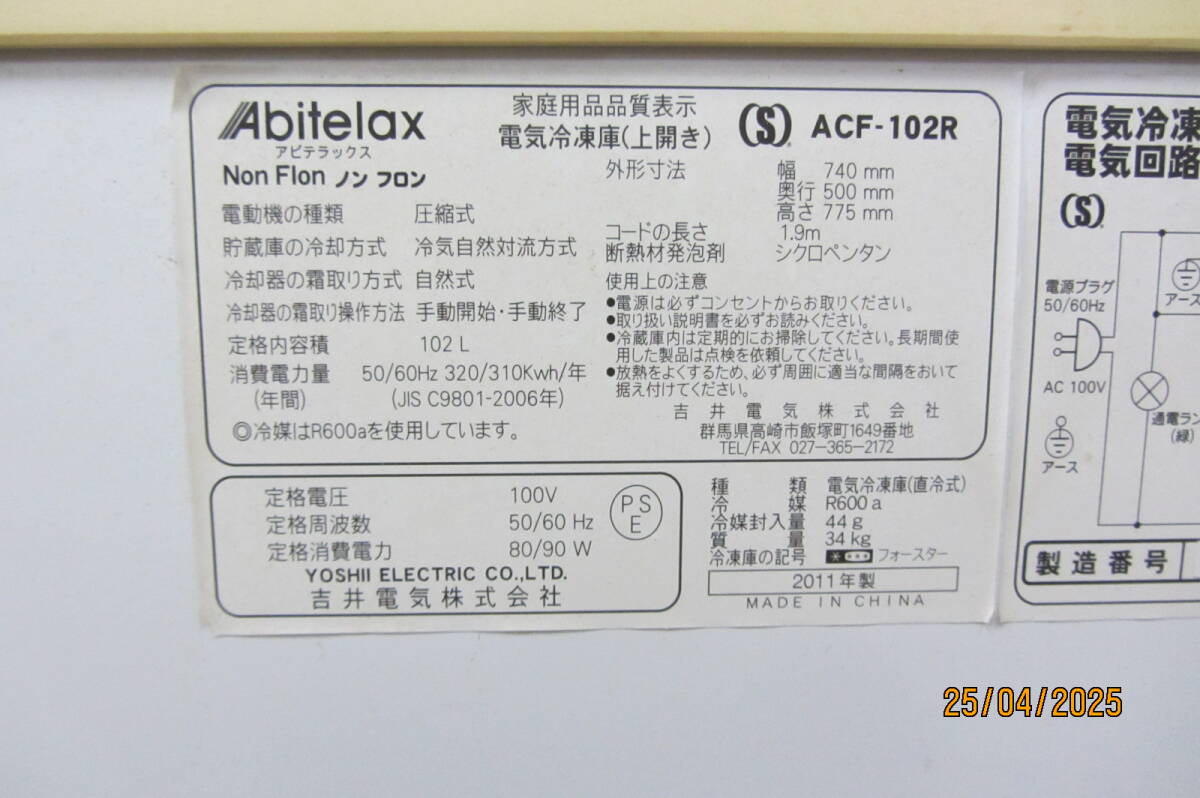 Abitelax
アビテラックス
Non Flon ノン フロン
家庭用品品質表示
電気冷凍庫(上開き)
(S) ACF-102R
電動機の種類 圧縮式
貯蔵庫の冷却方式 冷気自然対流方式
冷却器の霜取り方式 自然式
冷却器の霜取り操作方法 手動開始・手動終了
定格内容積 102 L
消費電力量 50/60Hz 320/310Kwh/年
(年間) (JIS C9801-2006年)
◎冷媒はR600aを使用しています。
外形寸法 幅 740 mm
奥行 500 mm
高さ 775 mm
コードの長さ 1.9m
断熱材発泡剤 シクロペンタン
使用上の注意
●電源は必ずコンセントからお取りください。
●取り扱い説明書を必ずお読みください。
●冷蔵庫内は定期的にお掃除してください。長期間使
用した製品は点検を依頼してください。
●放熱をよくするため、必ず周囲に適当な間隔をおいて
据え付けてください。
吉井電気株式会社
群馬県高崎市飯塚町1649番地
TEL/FAX 027-365-2172
定格電圧 100V
定格周波数 50/60 Hz
定格消費電力 80/90 W
PS
E
YOSHII ELECTRIC CO.,LTD.
吉井電気株式会社
種類 電気冷凍庫(直冷式)
冷媒 R600a
冷媒封入量 44g
質量 34kg
冷凍庫の記号 フォースター
2011年製
MADE IN CHINA
電気冷凍
電気回路
(S)
電源プラグ
50/60Hz
AC 100V
アース
アース
通電ラン
(緑)
製造番号
25/04/2025